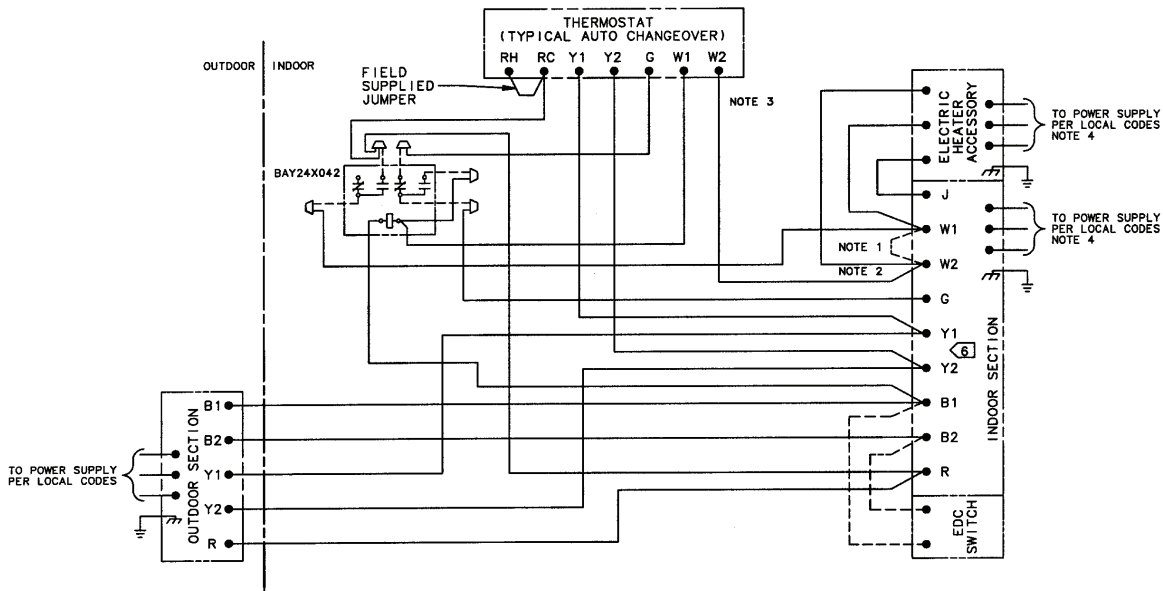 THERMOSTAT
(TYPICAL AUTO CHANGEOVER)
RH RC Y1 Y2 G W1 W2
OUTDOOR INDOOR
FIELD
SUPPLIED
JUMPER
NOTE 3
BAY24X042
ELECTRIC
HEATER
ACCESSORY
TO POWER SUPPLY
PER LOCAL CODES
NOTE 4
J
W1
NOTE 1
W2
NOTE 2
G
Y1
6
Y2
B1
B2
R
INDOOR SECTION
TO POWER SUPPLY
PER LOCAL CODES
NOTE 4
EDC
SWITCH
B1
B2
Y1
Y2
R
OUTDOOR SECTION
TO POWER SUPPLY
PER LOCAL CODES